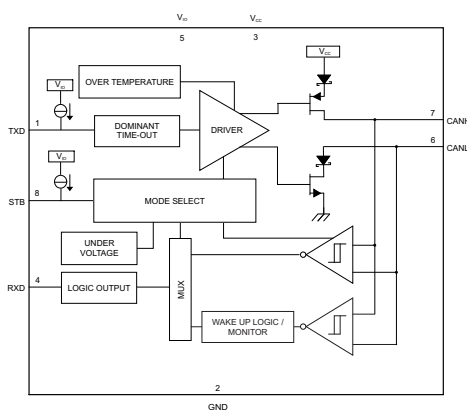 VIO VCC
5 3
VCC
VIO
OVER TEMPERATURE
1
7
TXD
DOMINANT
TIME-OUT
DRIVER
CANH
6
CANL
VIO
8
STB
MODE SELECT
UNDER
VOLTAGE
4
RXD
LOGIC OUTPUT
MUX
WAKE UP LOGIC /
MONITOR
2
GND